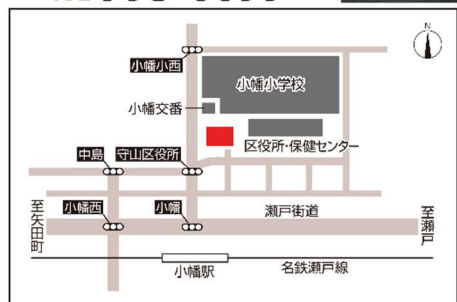 N
小幡小西
小幡小学校
小幡交番
区役所・保健センター
中島
守山区役所
小幡西
小幡
瀬戸街道
至矢田町
至瀬戸
小幡駅
名鉄瀬戸線